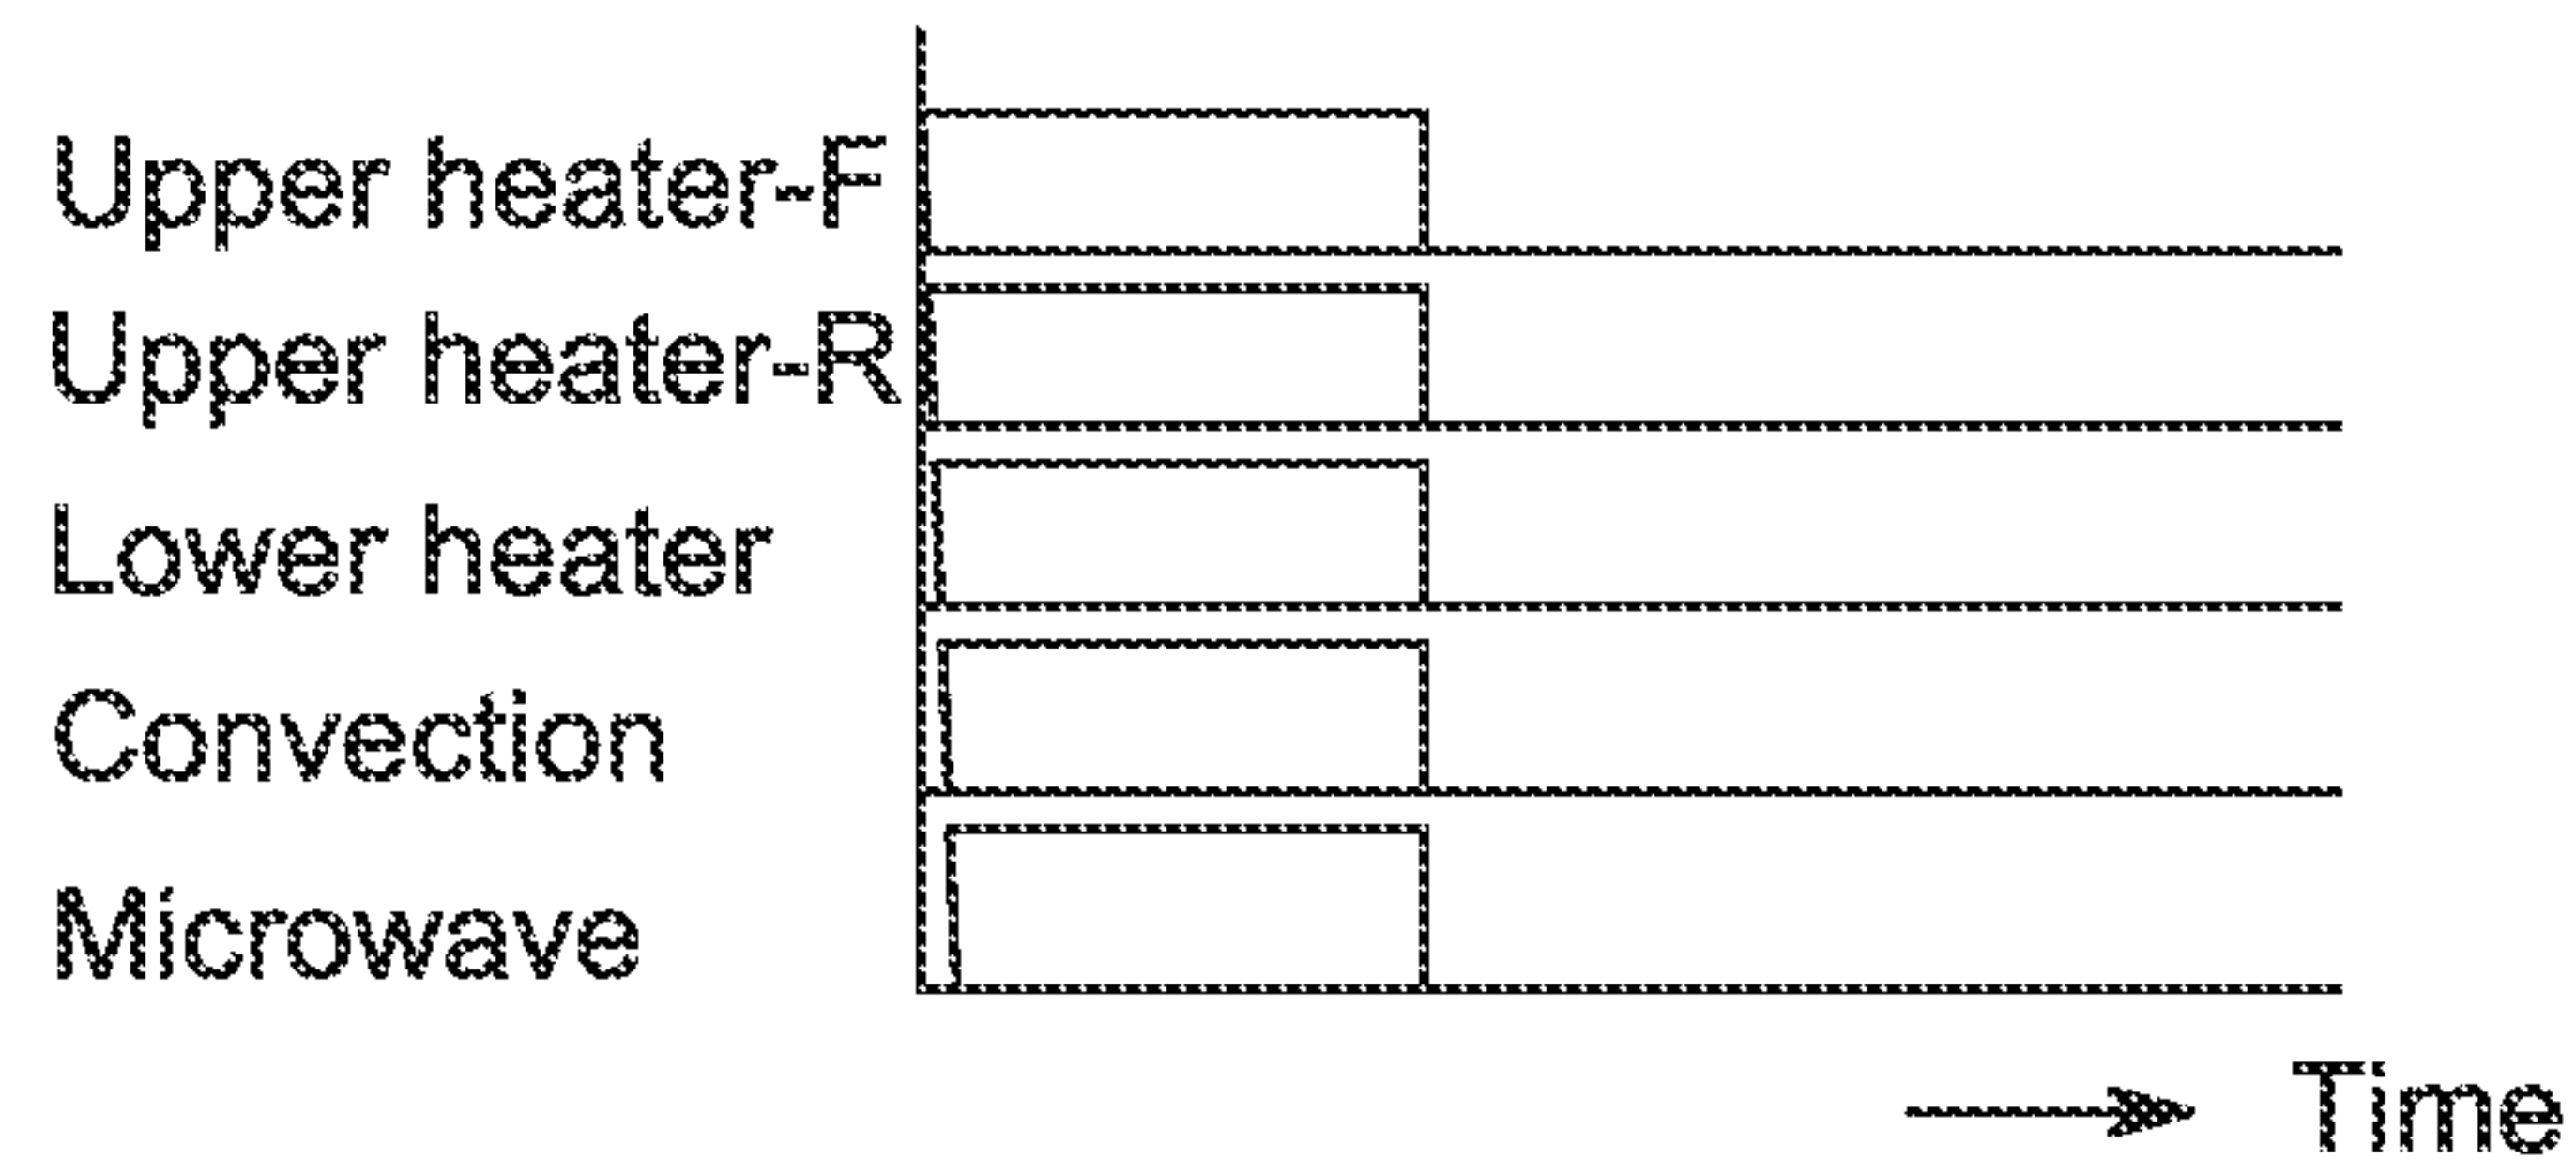 Upper heater-F
Upper heater-R
Lower heater
Convection
Microwave
Time